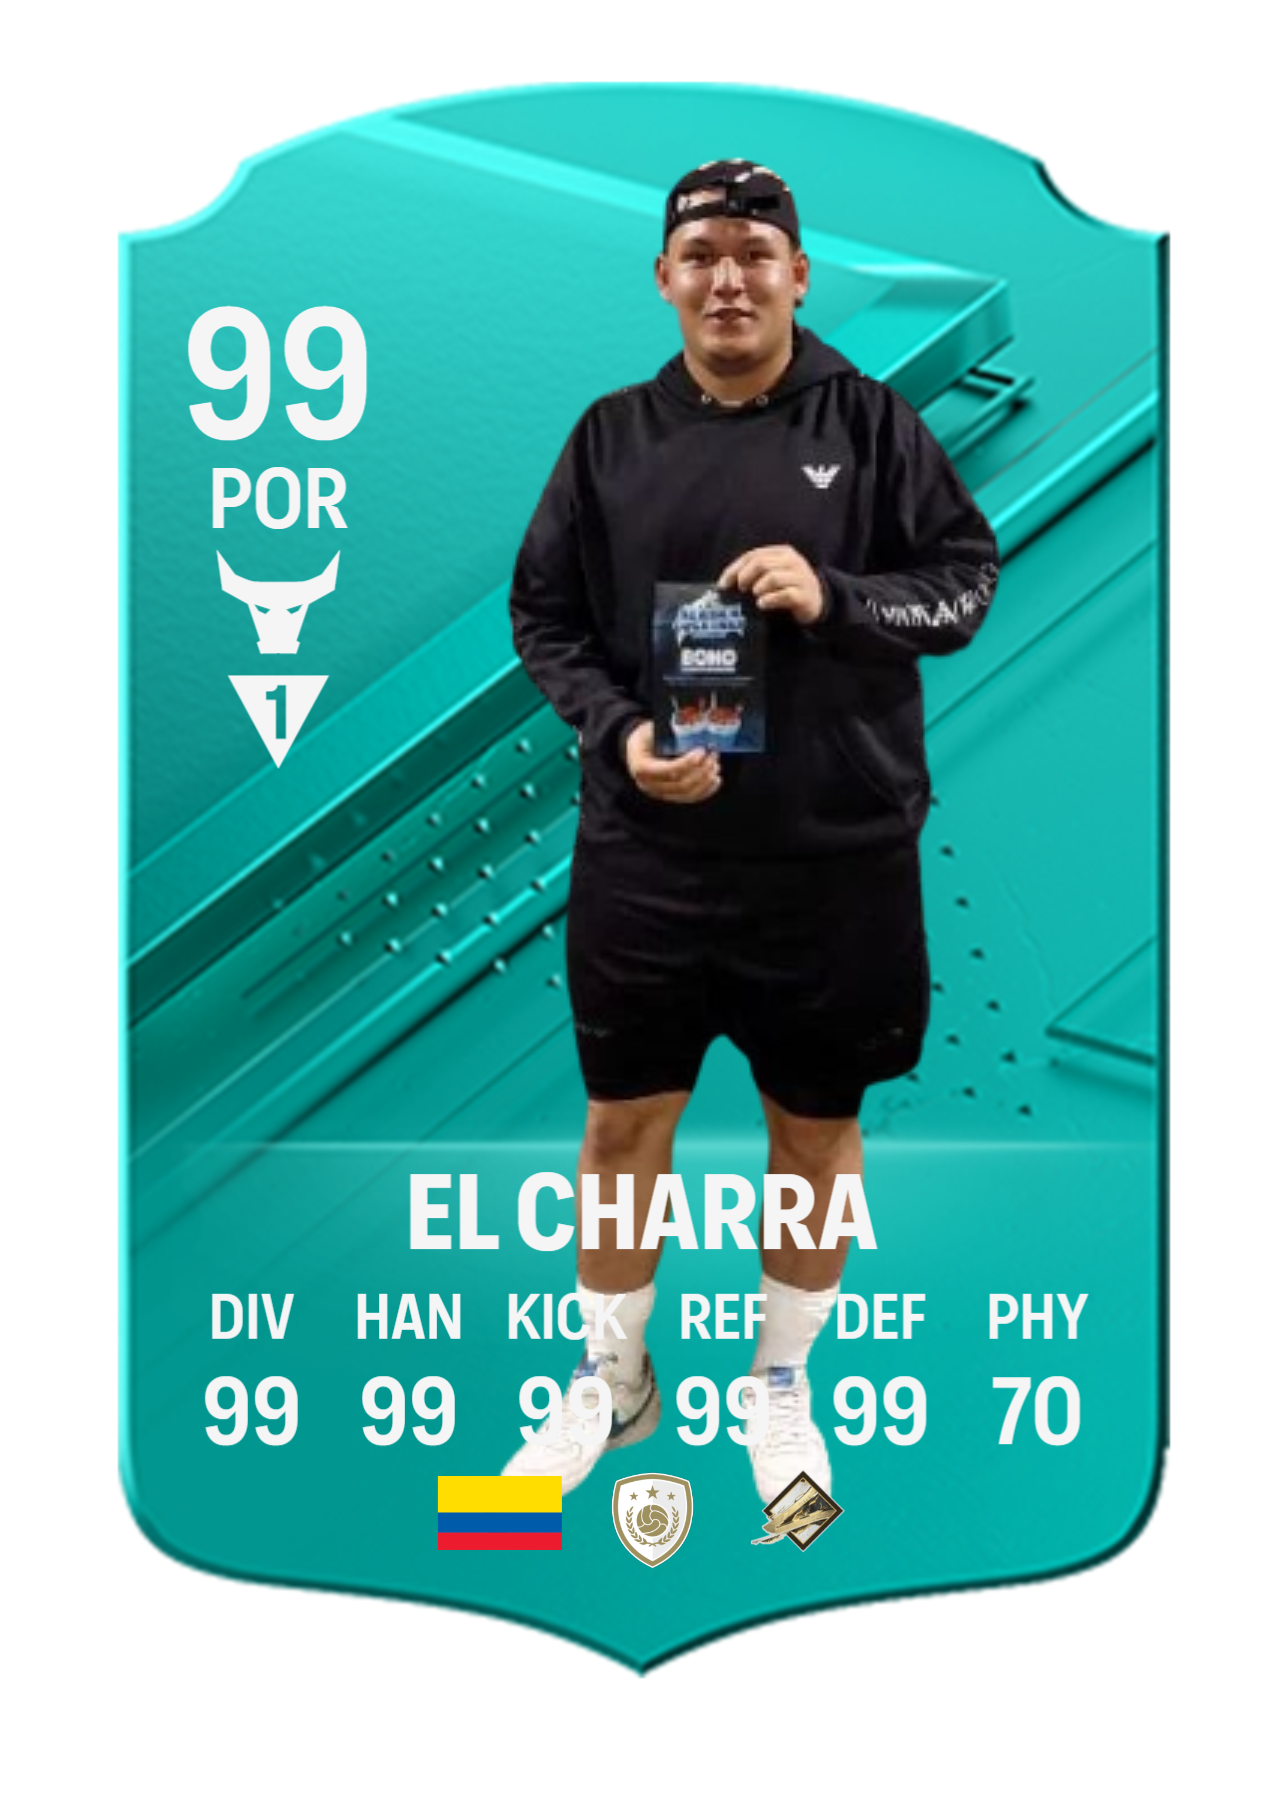 99
POR
1
BONO
EL CHARRA
DIV HAN KICK REF DEF PHY
99 99 99 99 99 70